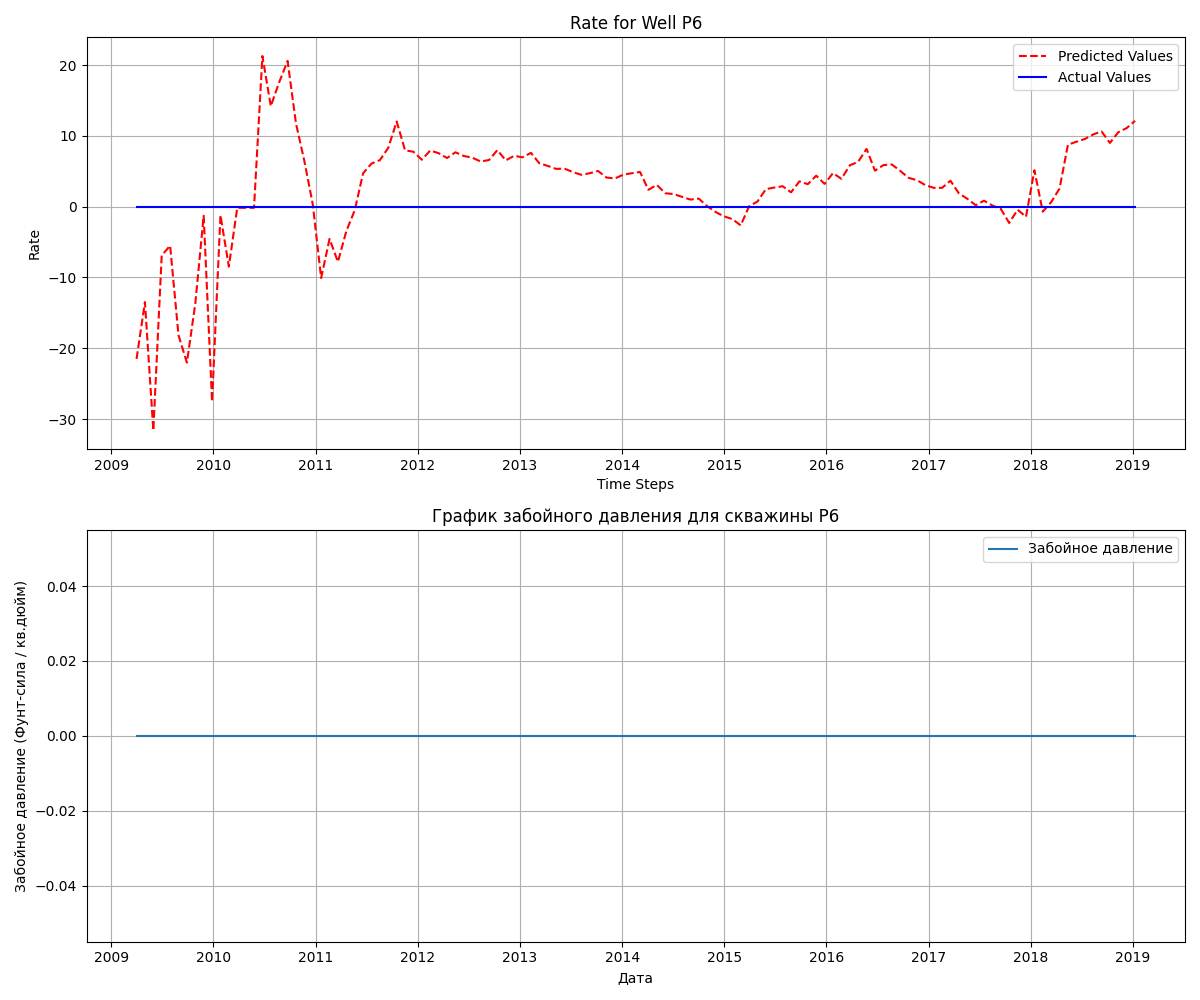 Rate for Well P6
Predicted Values
Actual Values
Rate
20
10
0
−10
−20
−30
2009 2010 2011 2012 2013 2014 2015 2016 2017 2018 2019
Time Steps
График забойного давления для скважины P6
Забойное давление
Забойное давление (Фунт-сила / кв.дюйм)
0.04
0.02
0.00
−0.02
−0.04
2009 2010 2011 2012 2013 2014 2015 2016 2017 2018 2019
Дата